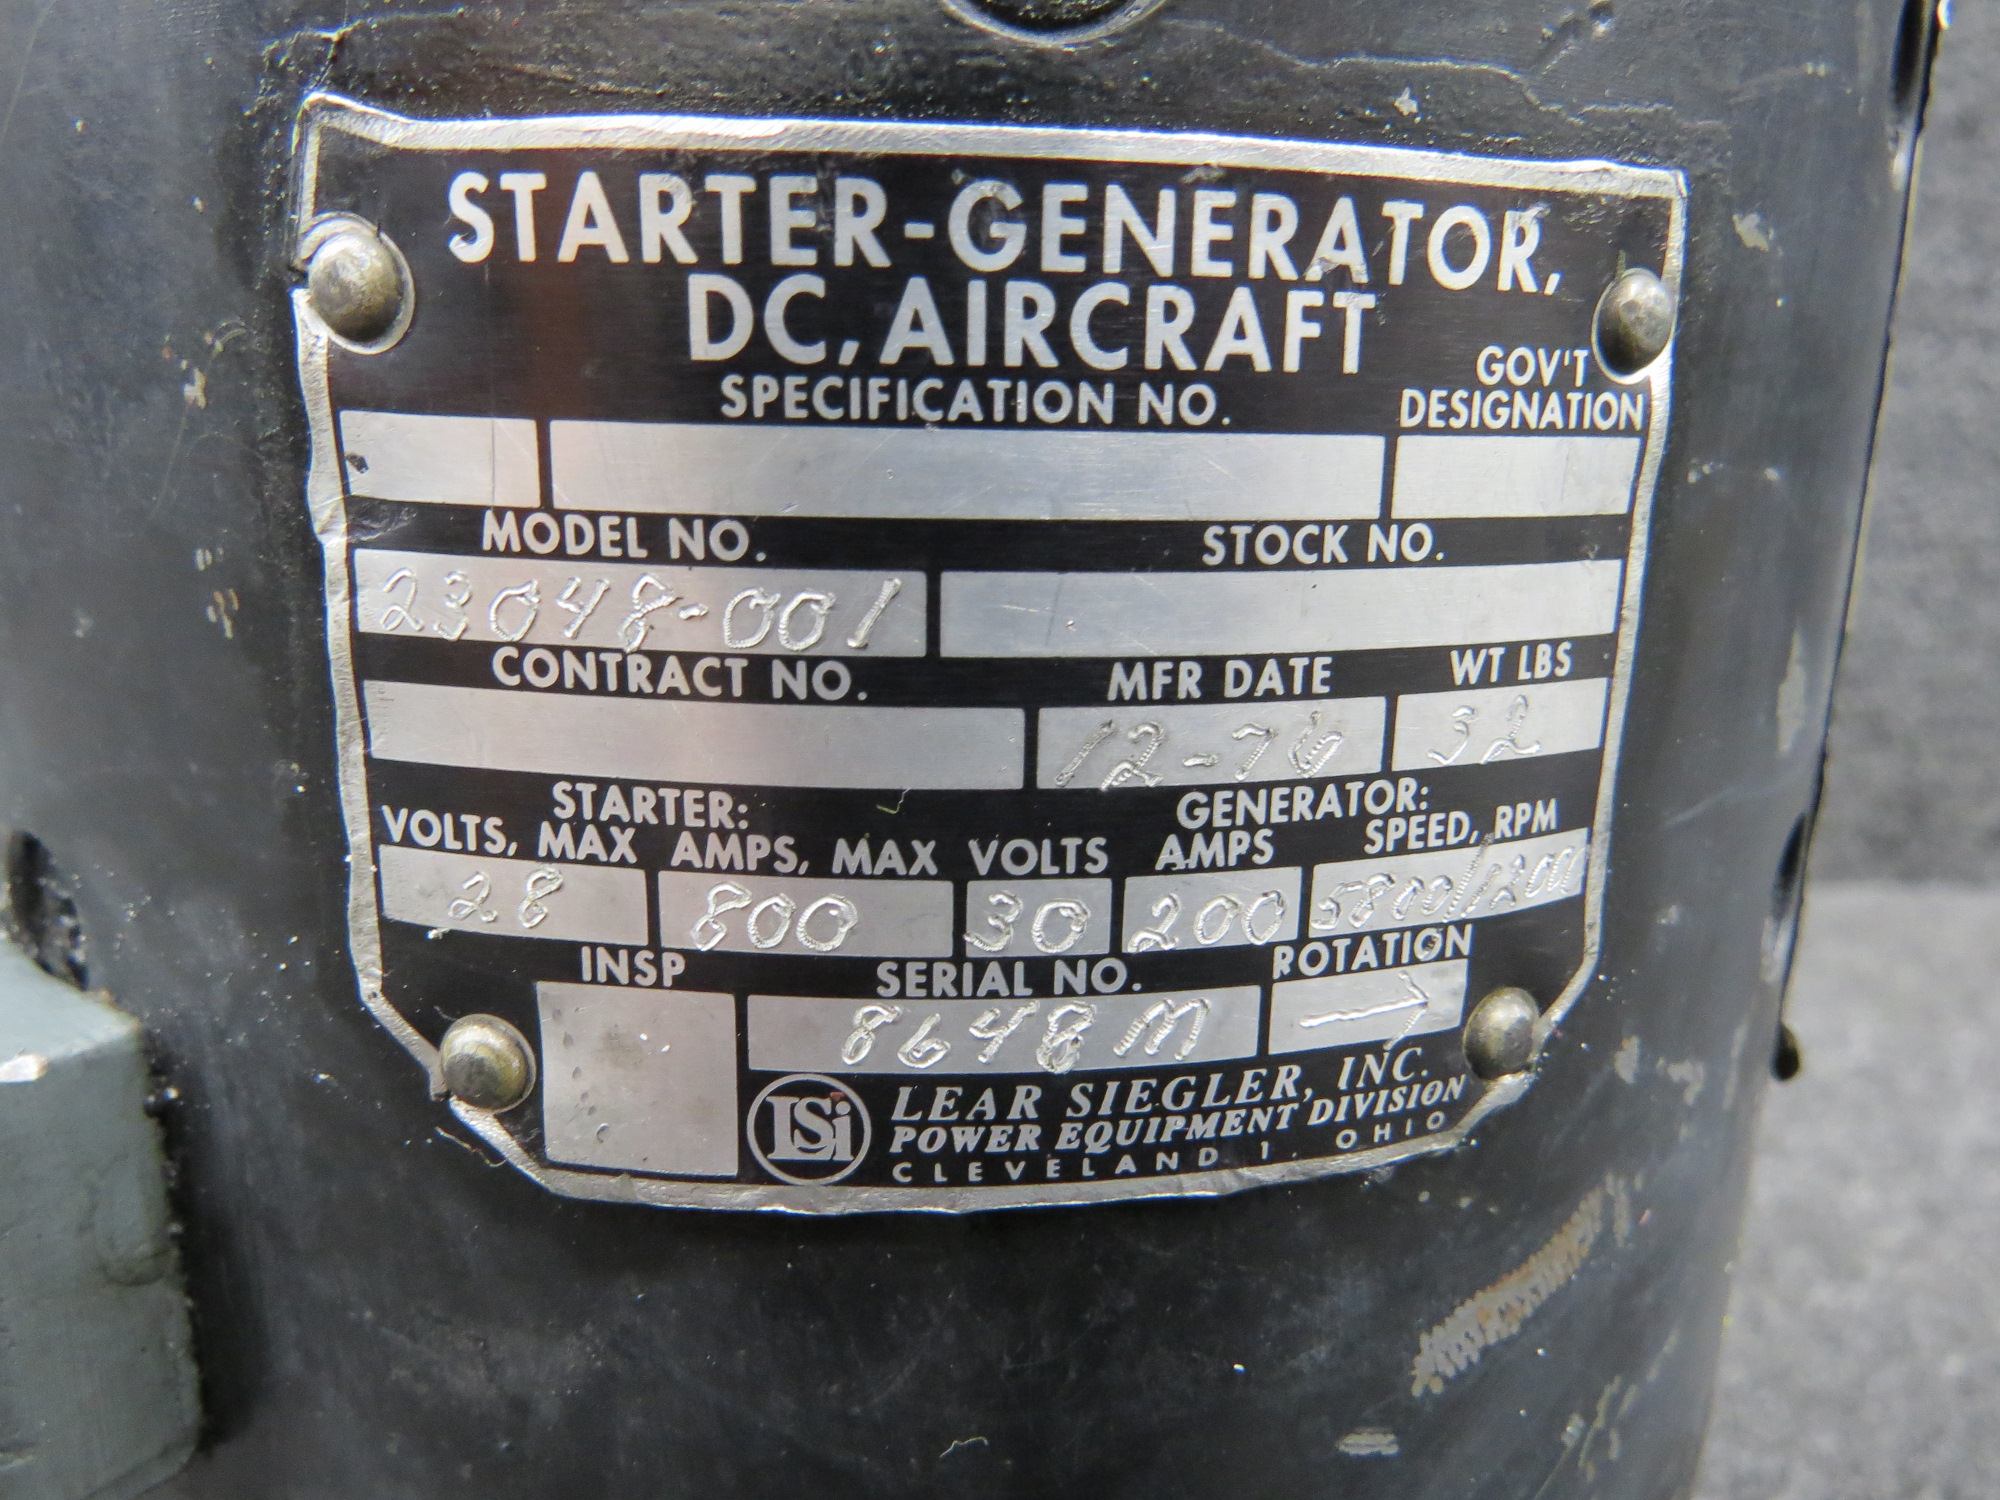 STARTER-GENERATOR,
DC, AIRCRAFT
SPECIFICATION NO.
GOV'T
DESIGNATION
MODEL NO.
STOCK NO.
23048-001
CONTRACT NO.
MFR DATE
WT LBS
12-76
32
STARTER:
GENERATOR:
VOLTS, MAX
AMPS, MAX
VOLTS
AMPS
SPEED, RPM
28
800
30
200
INSP
SERIAL NO.
ROTATION
8648M
→
LSi
LEAR SIEGLER, INC.
POWER EQUIPMENT DIVISION
CLEVELAND 1, OHIO